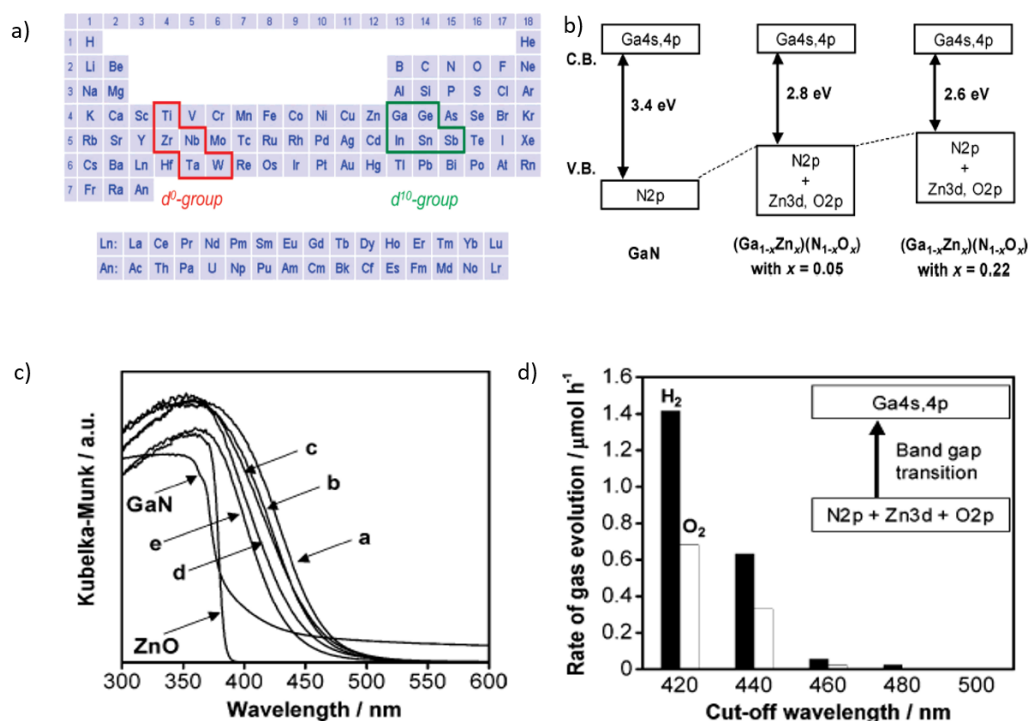 a)
1 2 3 4 5 6 7 8 9 10 11 12 13 14 15 16 17 18
1 H He
2 Li Be B C N O F Ne
3 Na Mg Al Si P S Cl Ar
4 K Ca Sc Ti V Cr Mn Fe Co Ni Cu Zn Ga Ge As Se Br Kr
5 Rb Sr Y Zr Nb Mo Tc Ru Rh Pd Ag Cd In Sn Sb Te I Xe
6 Cs Ba Ln Hf Ta W Re Os Ir Pt Au Hg Tl Pb Bi Po At Rn
7 Fr Ra An
d⁰-group d¹⁰-group
Ln: La Ce Pr Nd Pm Sm Eu Gd Tb Dy Ho Er Tm Yb Lu
An: Ac Th Pa U Np Pu Am Cm Bk Cf Es Fm Md No Lr
b)
C.B.
Ga4s,4p Ga4s,4p Ga4s,4p
3.4 eV 2.8 eV 2.6 eV
V.B.
N2p
N2p
+
Zn3d, O2p
N2p
+
Zn3d, O2p
GaN
(Ga₁₋ₓZnₓ)(N₁₋ₓOₓ)
with x = 0.05
(Ga₁₋ₓZnₓ)(N₁₋ₓOₓ)
with x = 0.22
c)
Kubelka-Munk / a.u.
GaN
c
b
a
e
d
ZnO
300 350 400 450 500 550 600
Wavelength / nm
d)
Rate of gas evolution / μmol h⁻¹
1.6
1.4
1.2
1.0
0.8
0.6
0.4
0.2
0
H₂
O₂
Ga4s,4p
Band gap
transition
N2p + Zn3d + O2p
420 440 460 480 500
Cut-off wavelength / nm